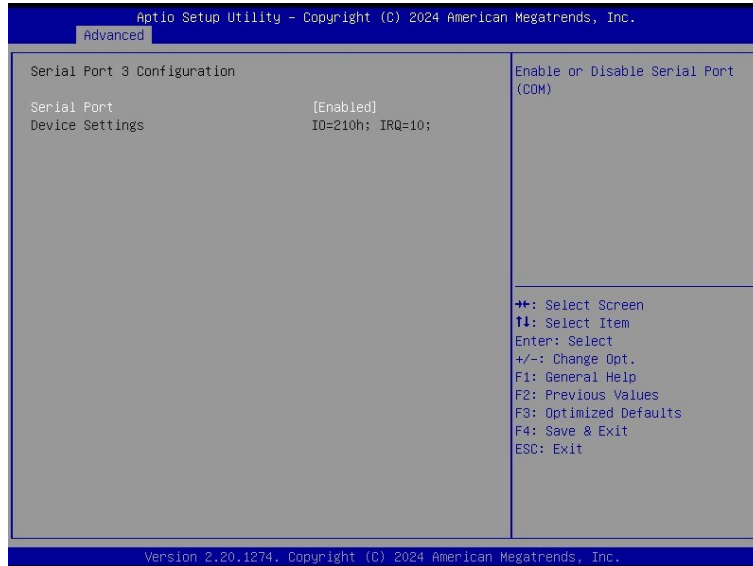 Aptio Setup Utility – Copyright (C) 2024 American Megatrends, Inc.
Advanced
Serial Port 3 Configuration
Serial Port [Enabled]
Device Settings IO=210h; IRQ=10;
Enable or Disable Serial Port
(COM)
→←: Select Screen
↑↓: Select Item
Enter: Select
+/-: Change Opt.
F1: General Help
F2: Previous Values
F3: Optimized Defaults
F4: Save & Exit
ESC: Exit
Version 2.20.1274. Copyright (C) 2024 American Megatrends, Inc.